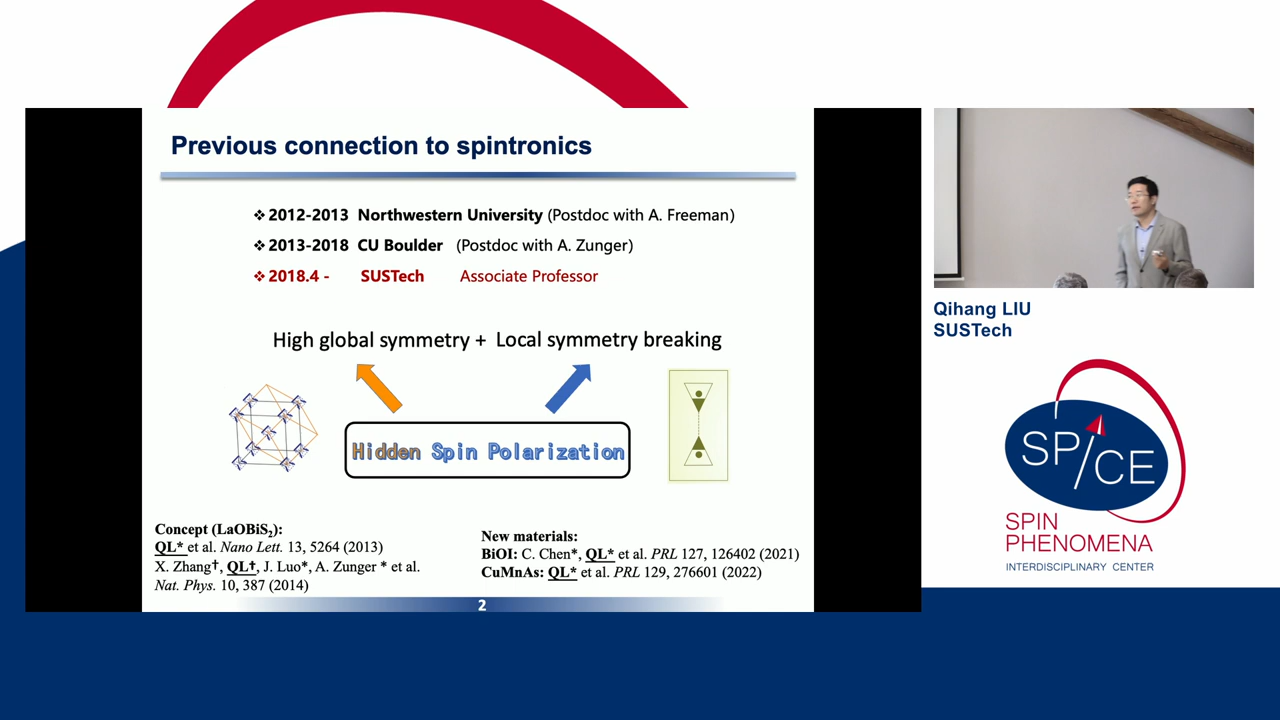 Previous connection to spintronics
❖ 2012-2013 Northwestern University (Postdoc with A. Freeman)
❖ 2013-2018 CU Boulder (Postdoc with A. Zunger)
❖ 2018.4 - SUSTech Associate Professor
High global symmetry + Local symmetry breaking
Hidden Spin Polarization
Concept (LaOBiS₂):
QL* et al. Nano Lett. 13, 5264 (2013)
X. Zhang†, QL†, J. Luo*, A. Zunger * et al.
Nat. Phys. 10, 387 (2014)
New materials:
BiOI: C. Chen*, QL* et al. PRL 127, 126402 (2021)
CuMnAs: QL* et al. PRL 129, 276601 (2022)
2
Qihang LIU
SUSTech
SP/CE
SPIN
PHENOMENA
INTERDISCIPLINARY CENTER